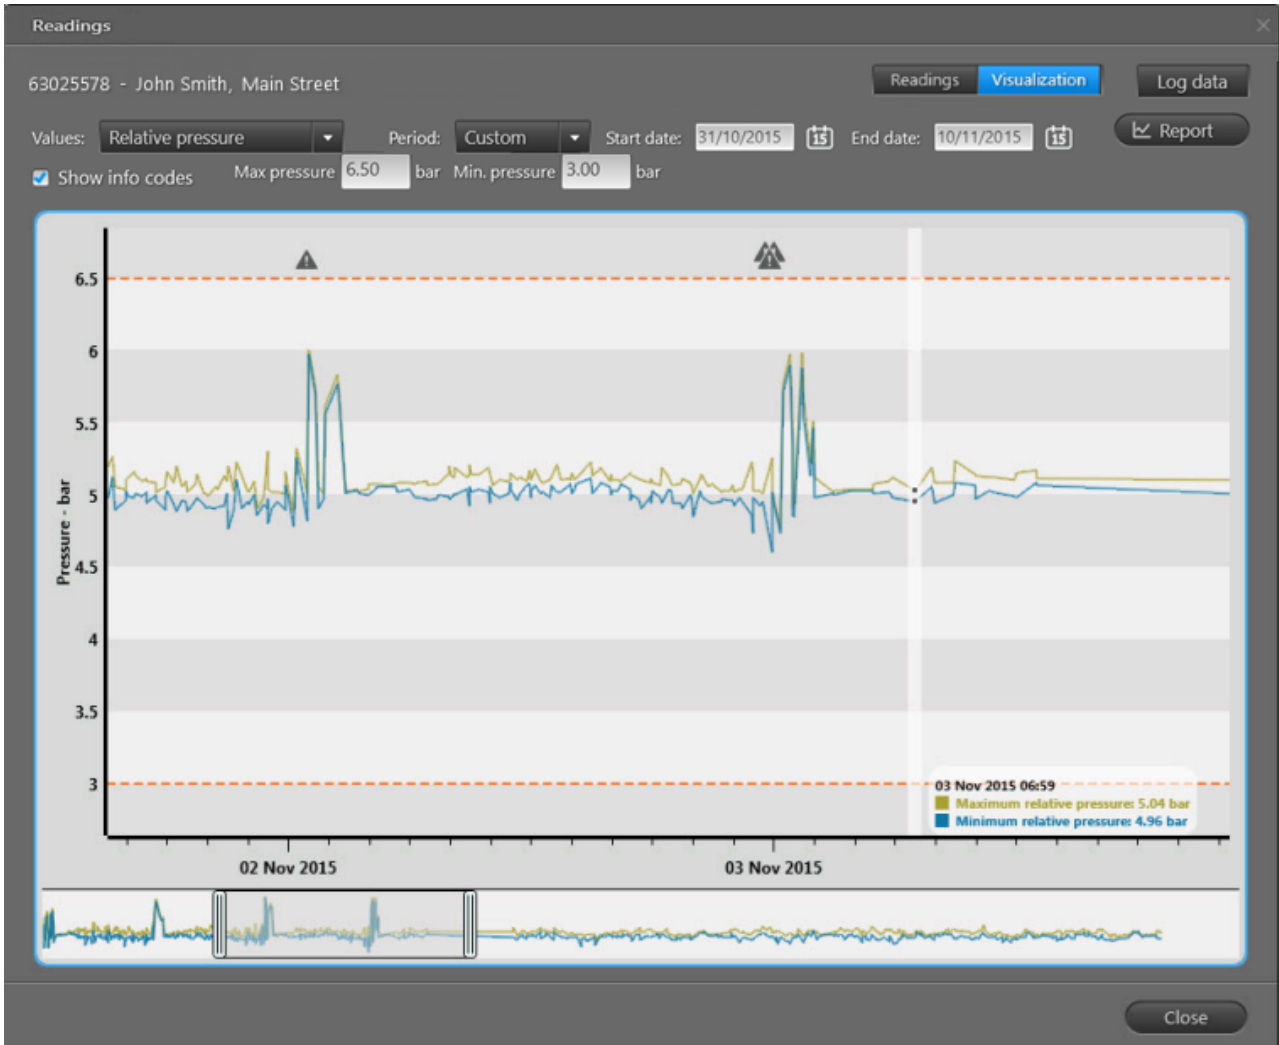 Readings
63025578 - John Smith, Main Street
Readings Visualization Log data
Values: Relative pressure Period: Custom Start date: 31/10/2015 15 End date: 10/11/2015 15 Report
Show info codes Max pressure 6.50 bar Min. pressure 3.00 bar
6.5
6
5.5
5
4.5
4
3.5
3
Pressure - bar
03 Nov 2015 06:59
Maximum relative pressure: 5.04 bar
Minimum relative pressure: 4.96 bar
02 Nov 2015 03 Nov 2015
Close